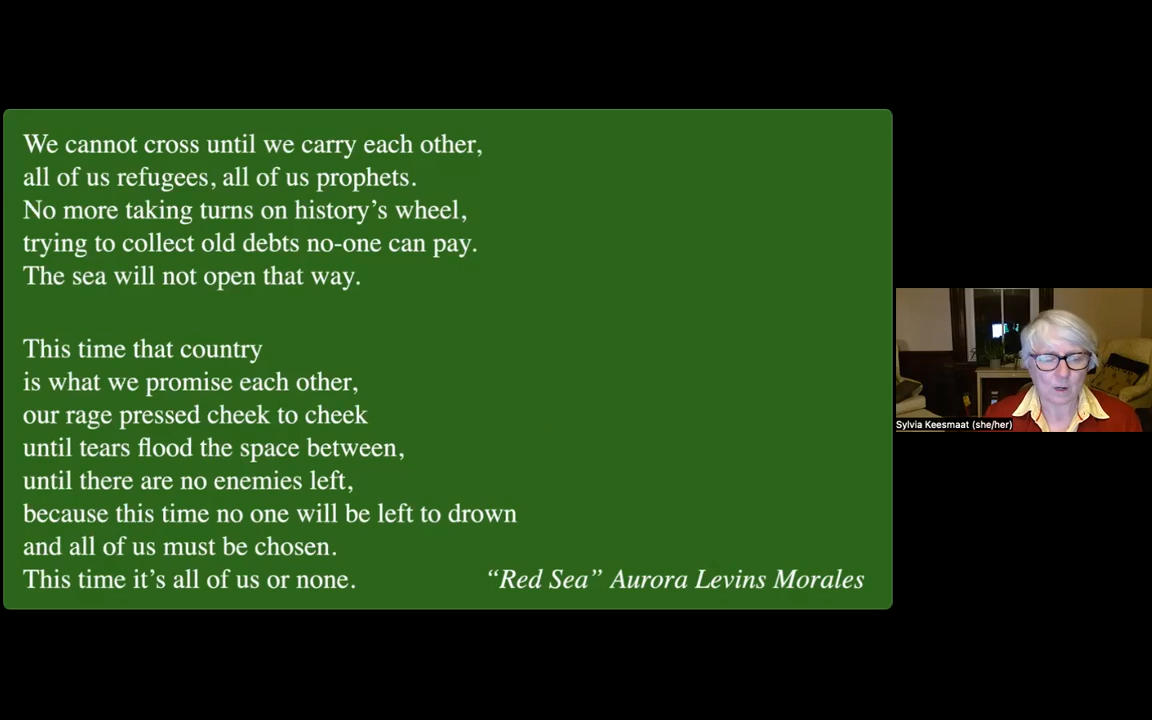 We cannot cross until we carry each other,
all of us refugees, all of us prophets.
No more taking turns on history’s wheel,
trying to collect old debts no-one can pay.
The sea will not open that way.
This time that country
is what we promise each other,
our rage pressed cheek to cheek
until tears flood the space between,
until there are no enemies left,
because this time no one will be left to drown
and all of us must be chosen.
This time it’s all of us or none.
“Red Sea” Aurora Levins Morales
Sylvia Keesmaat (she/her)